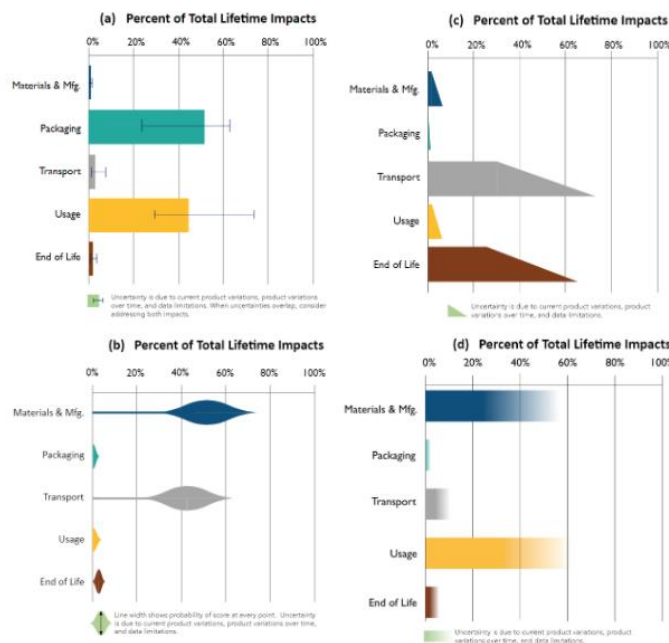 (a) Percent of Total Lifetime Impacts
0% 20% 40% 60% 80% 100%
Materials & Mfg.
Packaging
Transport
Usage
End of Life
Uncertainty is due to current product variations, product variations
over time, and data limitations. When uncertainties overlap, consider
addressing both impacts.
(c) Percent of Total Lifetime Impacts
0% 20% 40% 60% 80% 100%
Materials & Mfg.
Packaging
Transport
Usage
End of Life
Uncertainty is due to current product variations, product
variations over time, and data limitations.
(b) Percent of Total Lifetime Impacts
0% 20% 40% 60% 80% 100%
Materials & Mfg.
Packaging
Transport
Usage
End of Life
Line width shows probability of score at every point. Uncertainty
is due to current product variations, product variations over time,
and data limitations.
(d) Percent of Total Lifetime Impacts
0% 20% 40% 60% 80% 100%
Materials & Mfg.
Packaging
Transport
Usage
End of Life
Uncertainty is due to current product variations, product
variations over time, and data limitations.